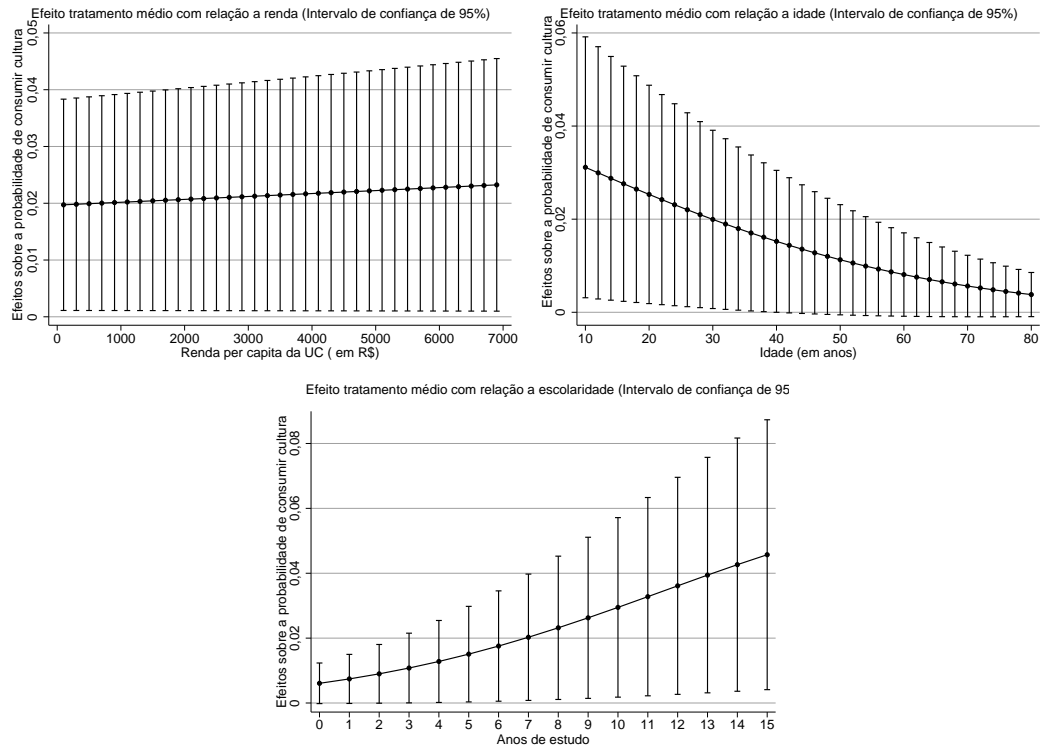 Efeito tratamento médio com relação a renda (Intervalo de confiança de 95%)
Efeitos sobre a probabilidade de consumir cultura
0,05
0,04
0,03
0,02
0,01
0
0 1000 2000 3000 4000 5000 6000 7000
Renda per capita da UC ( em R$)
Efeito tratamento médio com relação a idade (Intervalo de confiança de 95%)
Efeitos sobre a probabilidade de consumir cultura
0,06
0,04
0,02
0
10 20 30 40 50 60 70 80
Idade (em anos)
Efeito tratamento médio com relação a escolaridade (Intervalo de confiança de 95
Efeitos sobre a probabilidade de consumir cultura
0,08
0,06
0,04
0,02
0
0 1 2 3 4 5 6 7 8 9 10 11 12 13 14 15
Anos de estudo